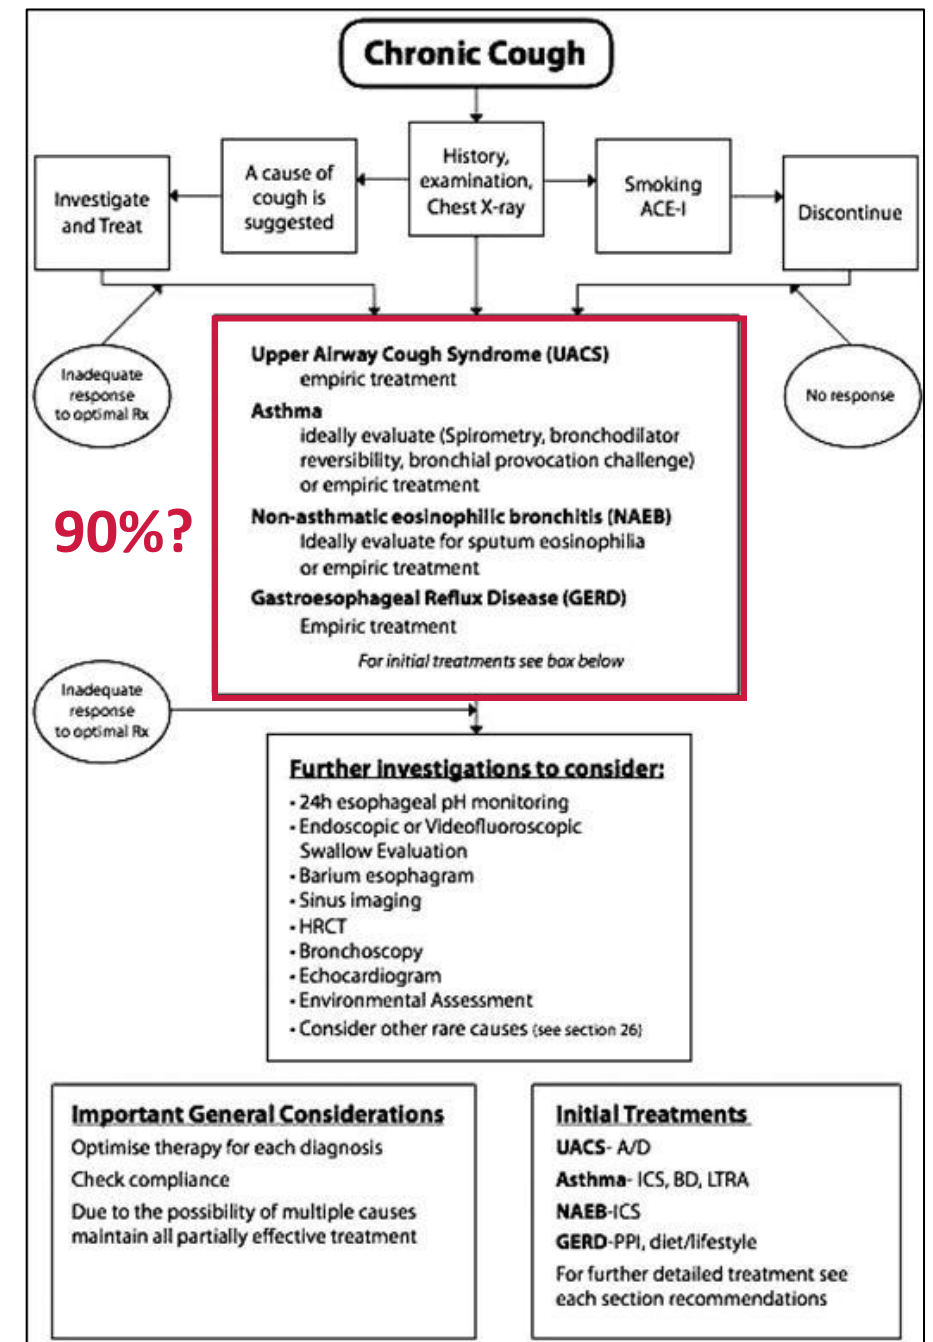 Chronic Cough
History,
examination,
Chest X-ray
A cause of
cough is
suggested
Investigate
and Treat
Smoking
ACE-I
Discontinue
Inadequate
response
to optimal Rx
No response
90%?
Upper Airway Cough Syndrome (UACS)
empiric treatment
Asthma
ideally evaluate (Spirometry, bronchodilator
reversibility, bronchial provocation challenge)
or empiric treatment
Non-asthmatic eosinophilic bronchitis (NAEB)
Ideally evaluate for sputum eosinophilia
or empiric treatment
Gastroesophageal Reflux Disease (GERD)
Empiric treatment
For initial treatments see box below
Inadequate
response
to optimal Rx
Further investigations to consider:
· 24h esophageal pH monitoring
· Endoscopic or Videofluoroscopic
Swallow Evaluation
· Barium esophagram
· Sinus imaging
· HRCT
· Bronchoscopy
· Echocardiogram
· Environmental Assessment
· Consider other rare causes (see section 26)
Important General Considerations
Optimise therapy for each diagnosis
Check compliance
Due to the possibility of multiple causes
maintain all partially effective treatment
Initial Treatments
UACS- A/D
Asthma- ICS, BD, LTRA
NAEB-ICS
GERD-PPI, diet/lifestyle
For further detailed treatment see
each section recommendations